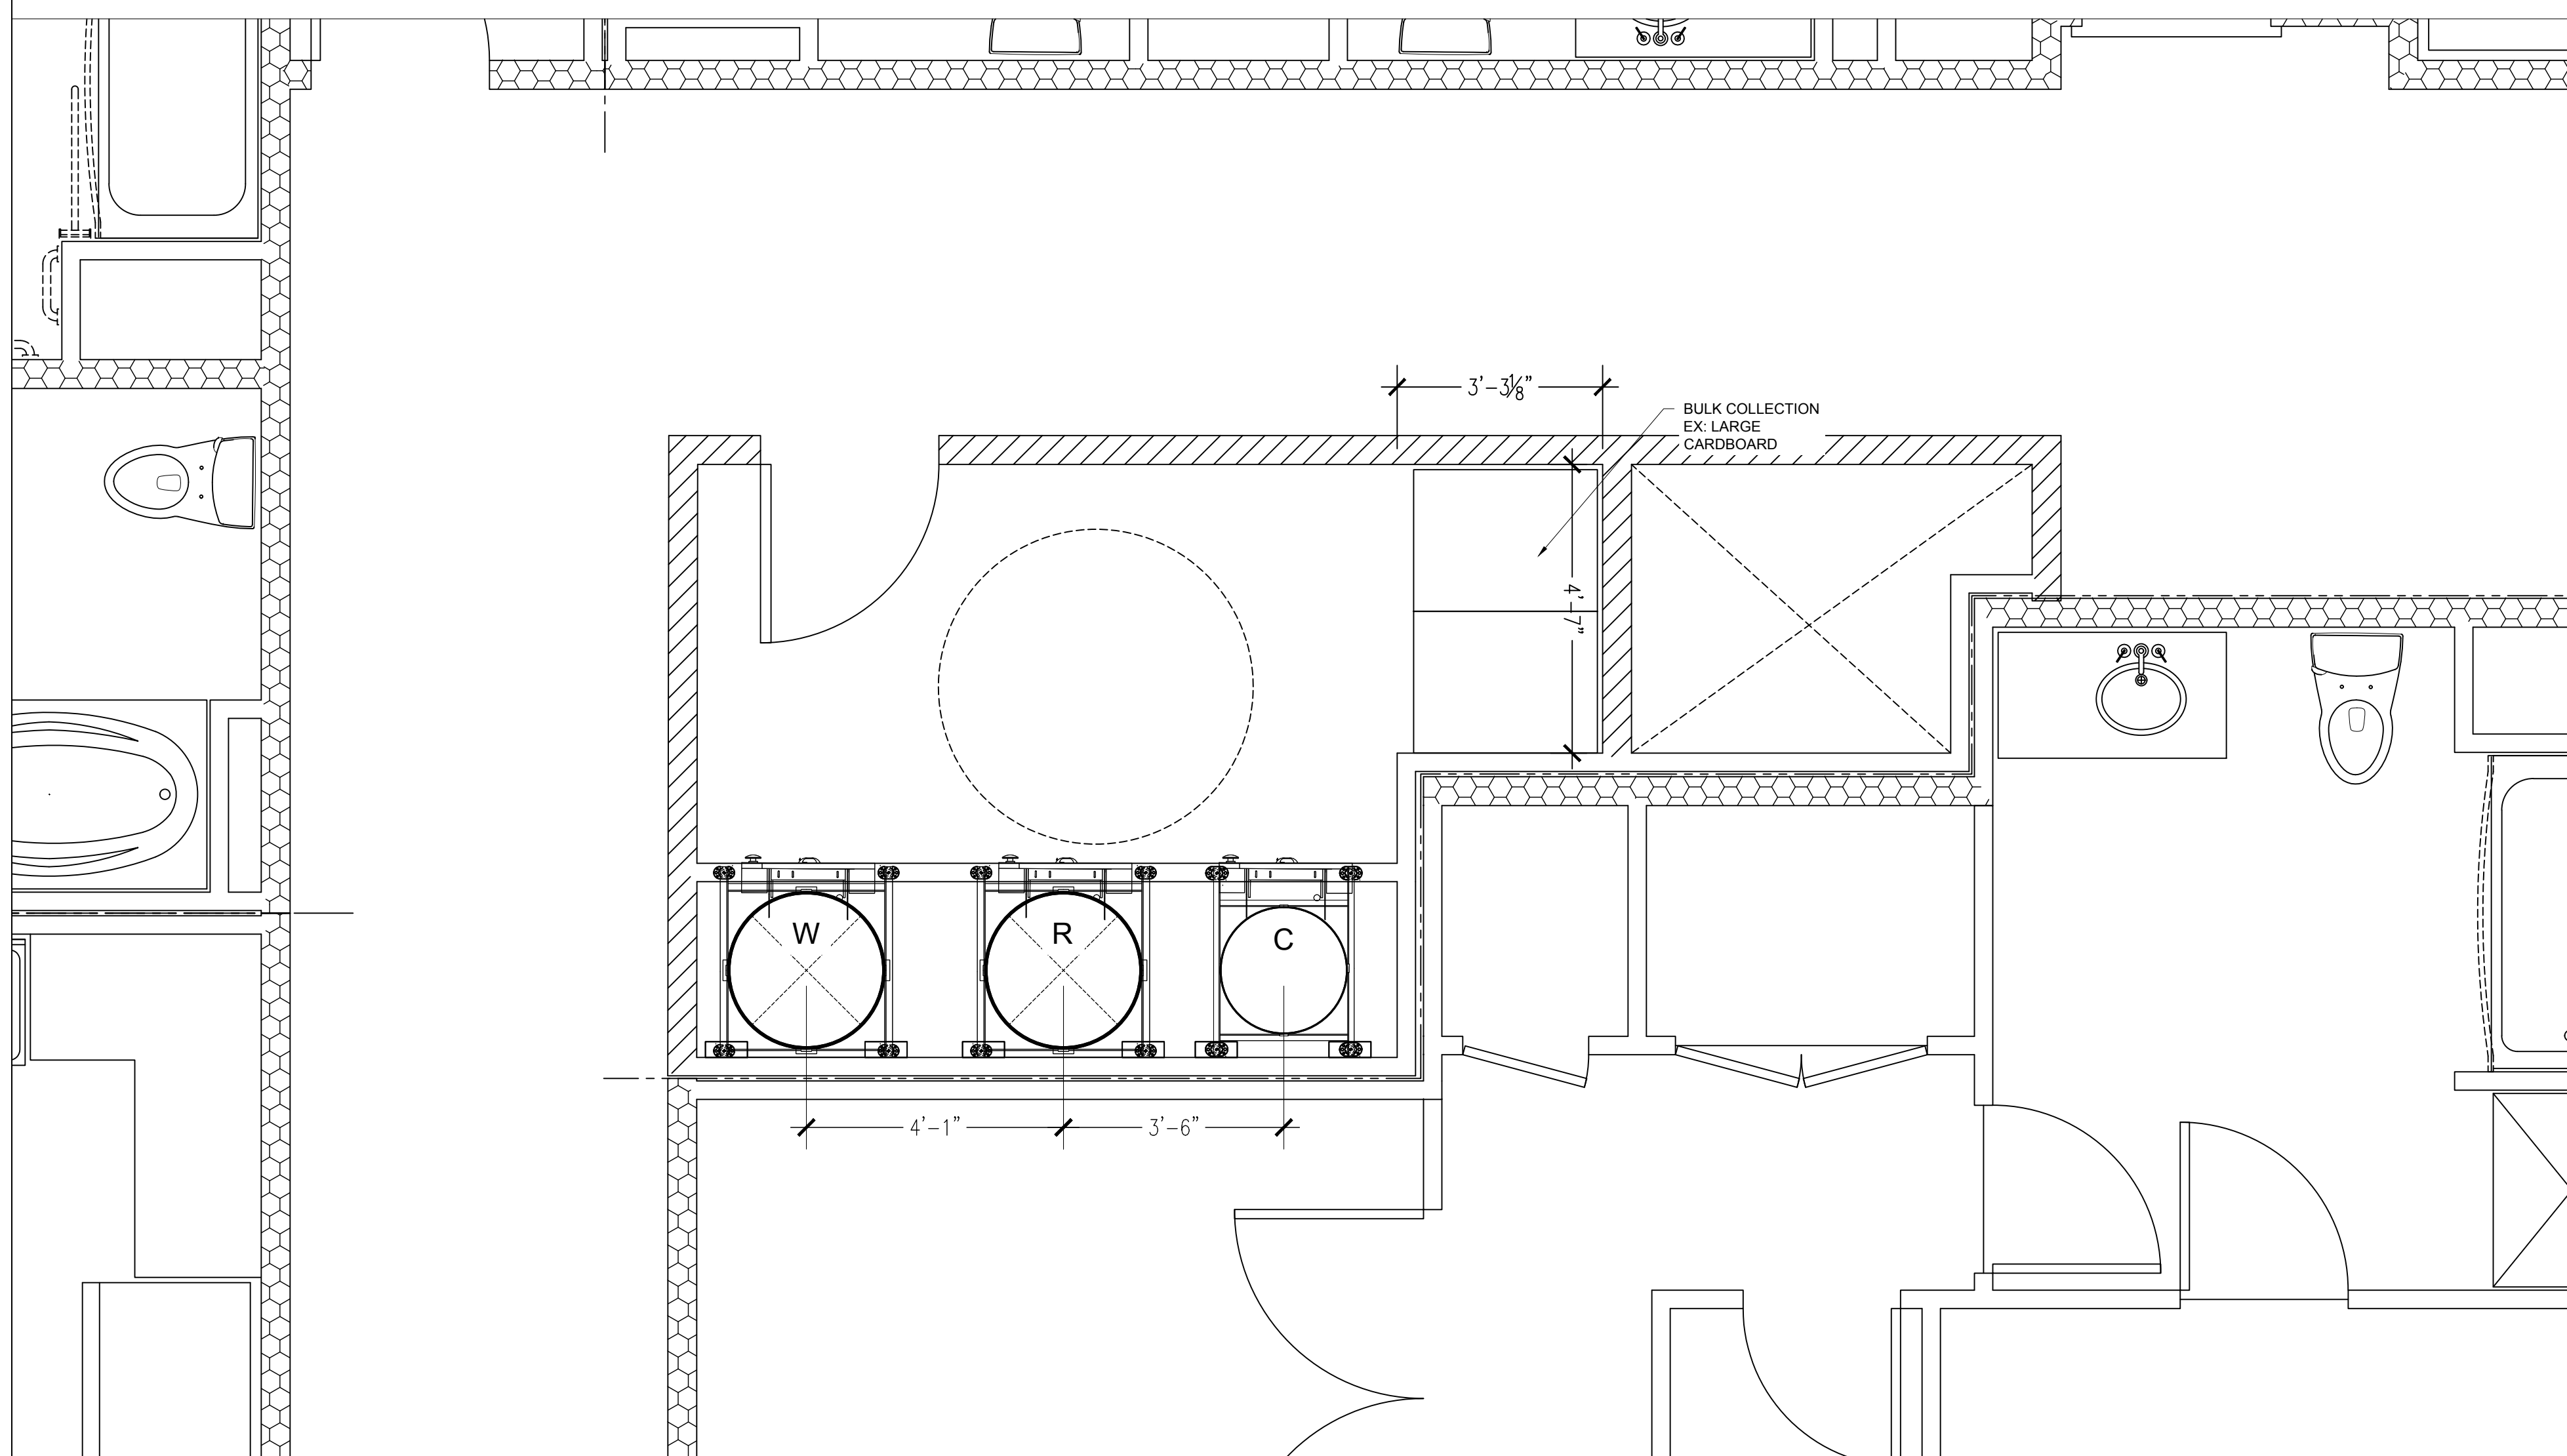 3'-3⅛"
BULK COLLECTION
EX: LARGE
CARDBOARD
4'-7"
W
R
C
4'-1"
3'-6"